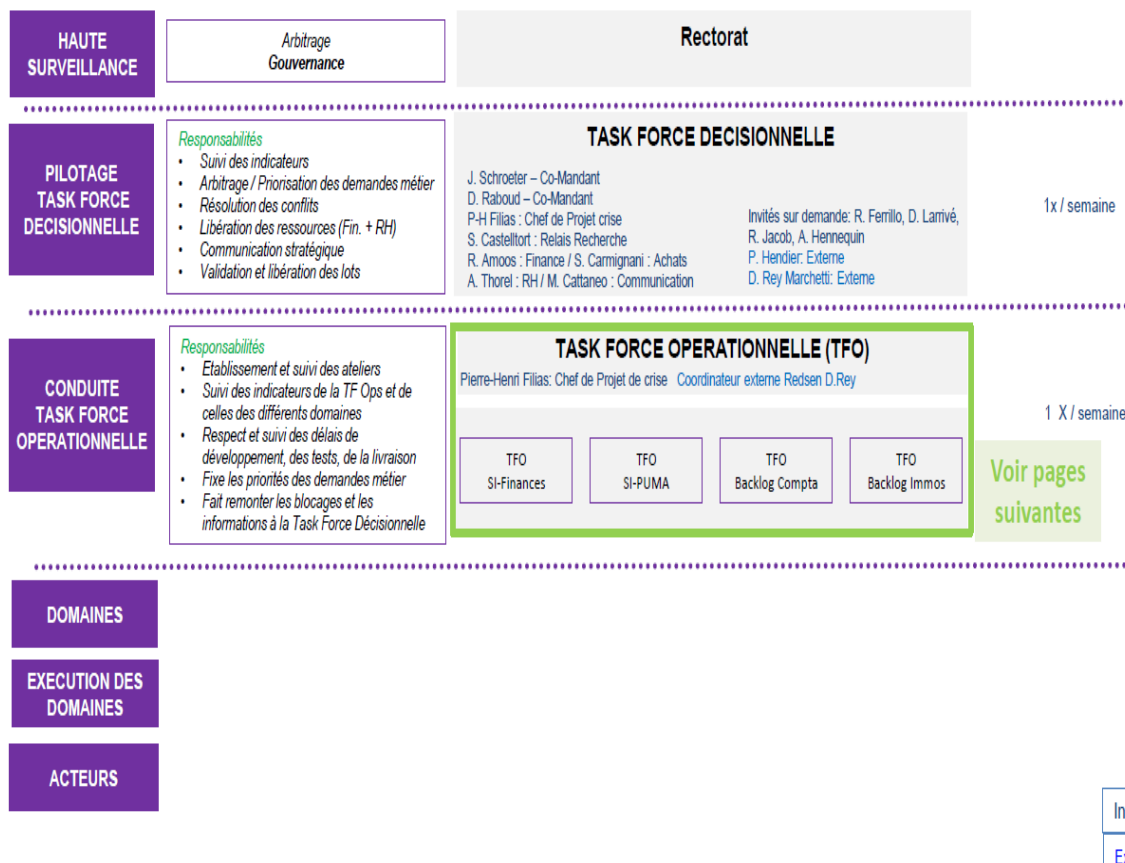 HAUTE
SURVEILLANCE
Arbitrage
Gouvernance
Rectorat
PILOTAGE
TASK FORCE
DECISIONNELLE
Responsabilités
• Suivi des indicateurs
• Arbitrage / Priorisation des demandes métier
• Résolution des conflits
• Libération des ressources (Fin. + RH)
• Communication stratégique
• Validation et libération des lots
TASK FORCE DECISIONNELLE
J. Schroeter – Co-Mandant
D. Raboud – Co-Mandant
P-H Filias : Chef de Projet crise
S. Castelltort : Relais Recherche
R. Amoos : Finance / S. Carmignani : Achats
A. Thorel : RH / M. Cattaneo : Communication
Invités sur demande: R. Ferrillo, D. Larrivé,
R. Jacob, A. Hennequin
P. Hendier: Externe
D. Rey Marchetti: Externe
1x / semaine
CONDUITE
TASK FORCE
OPERATIONNELLE
Responsabilités
• Etablissement et suivi des ateliers
• Suivi des indicateurs de la TF Ops et de
celles des différents domaines
• Respect et suivi des délais de
développement, des tests, de la livraison
• Fixe les priorités des demandes métier
• Fait remonter les blocages et les
informations à la Task Force Décisionnelle
TASK FORCE OPERATIONNELLE (TFO)
Pierre-Henri Filias: Chef de Projet de crise Coordinateur externe Redsen D.Rey
TFO
SI-Finances
TFO
SI-PUMA
TFO
Backlog Compta
TFO
Backlog Immos
1 X / semaine
Voir pages
suivantes
DOMAINES
EXECUTION DES
DOMAINES
ACTEURS
In